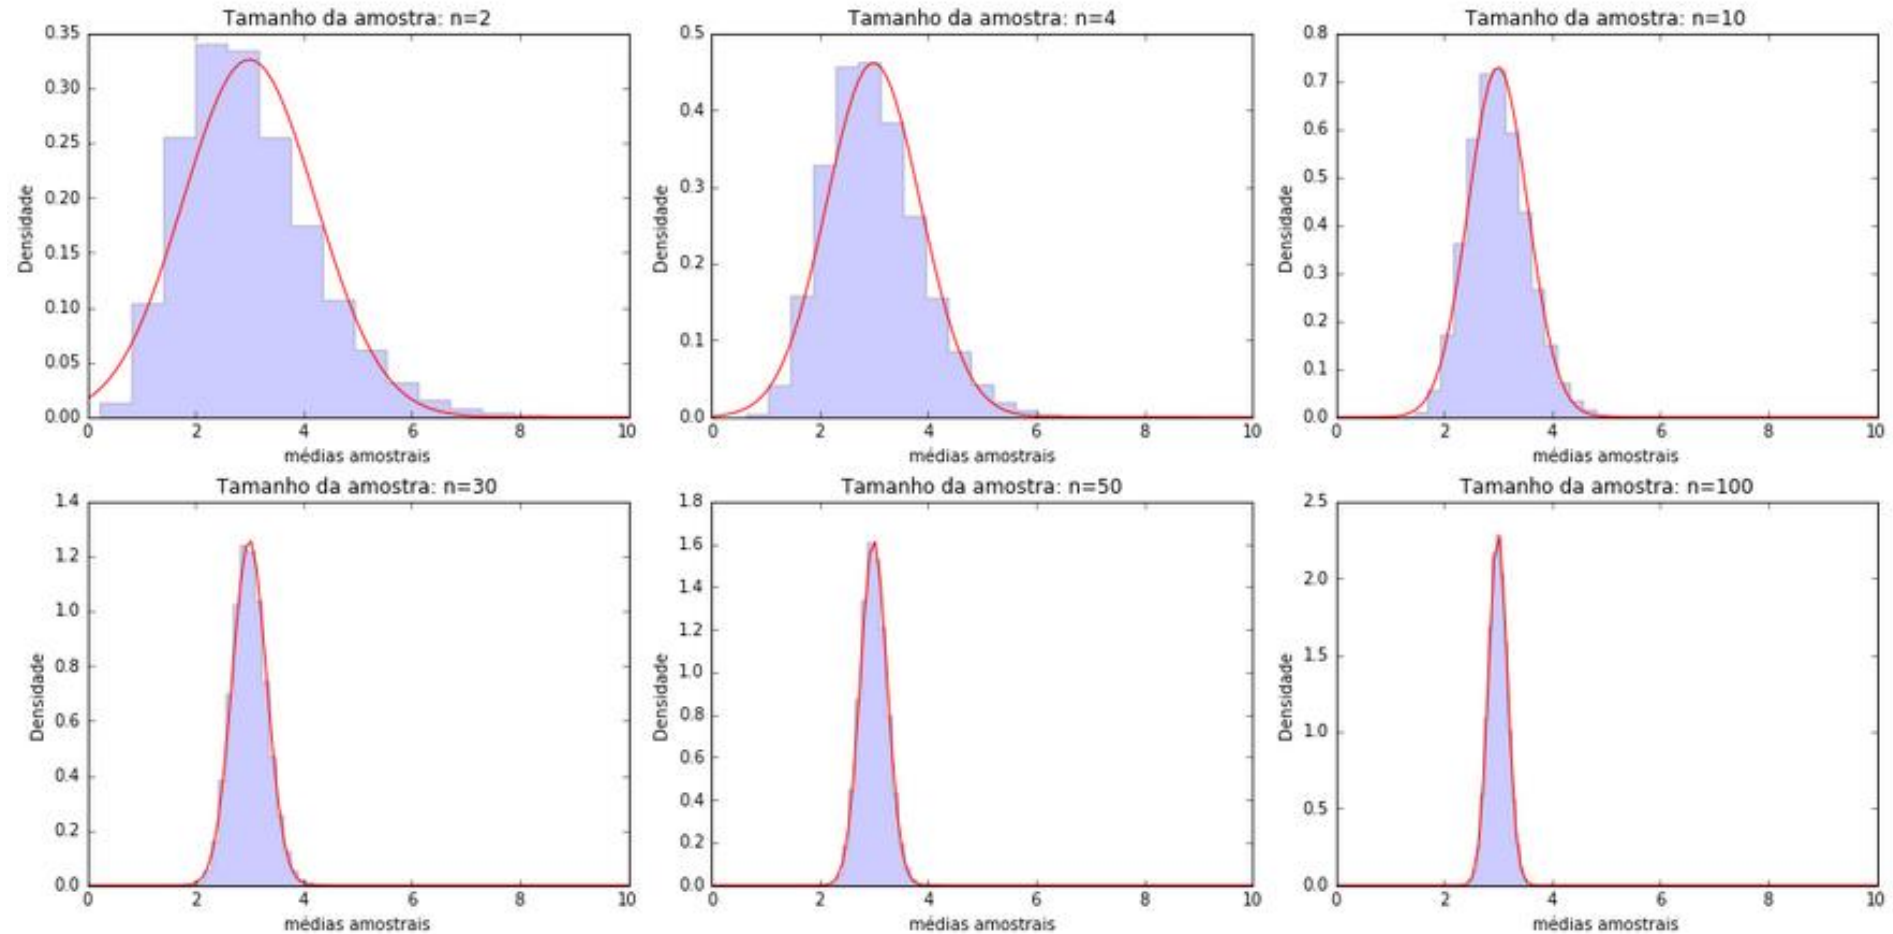 Tamanho da amostra: n=2
0.35
0.30
0.25
0.20
0.15
0.10
0.05
0.00
Densidade
0 2 4 6 8 10
médias amostrais
Tamanho da amostra: n=4
0.5
0.4
0.3
0.2
0.1
0.0
Densidade
0 2 4 6 8 10
médias amostrais
Tamanho da amostra: n=10
0.8
0.7
0.6
0.5
0.4
0.3
0.2
0.1
0.0
Densidade
0 2 4 6 8 10
médias amostrais
Tamanho da amostra: n=30
1.4
1.2
1.0
0.8
0.6
0.4
0.2
0.0
Densidade
0 2 4 6 8 10
médias amostrais
Tamanho da amostra: n=50
1.8
1.6
1.4
1.2
1.0
0.8
0.6
0.4
0.2
0.0
Densidade
0 2 4 6 8 10
médias amostrais
Tamanho da amostra: n=100
2.5
2.0
1.5
1.0
0.5
0.0
Densidade
0 2 4 6 8 10
médias amostrais